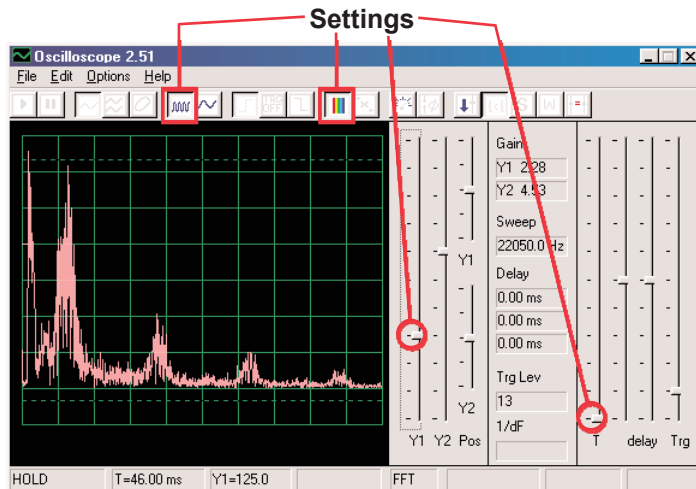 Settings
Oscilloscope 2.51
File Edit Options Help
Gain
Y1 2.28
Y2 4.53
Sweep
22050.0 Hz
Y1
Delay
0.00 ms
0.00 ms
0.00 ms
Trg Lev
13
Y2
1/dF
Y1 Y2 Pos
T delay Trg
HOLD T=46.00 ms Y1=125.0 FFT